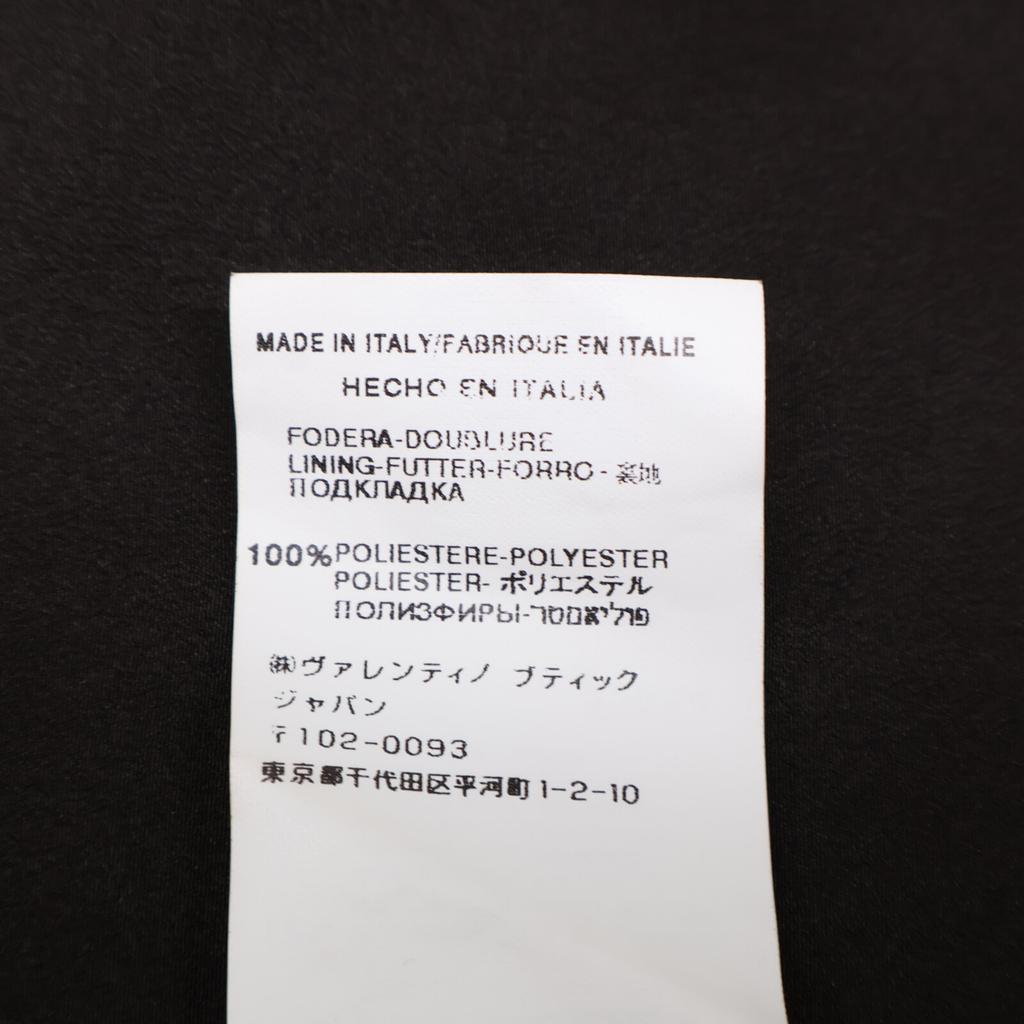 MADE IN ITALY/FABRIQUE EN ITALIE
HECHO EN ITALIA
FODERA-DOUBLURE
LINING-FUTTER-FORRO - 裏地
ПОДКЛАДКА
100% POLIESTERE-POLYESTER
POLIESTER- ポリエステル
ПОЛИЗФИРЫ-פוליאסטר
㈱ヴァレンティノ ブティック
ジャパン
〒102-0093
東京都千代田区平河町1-2-10